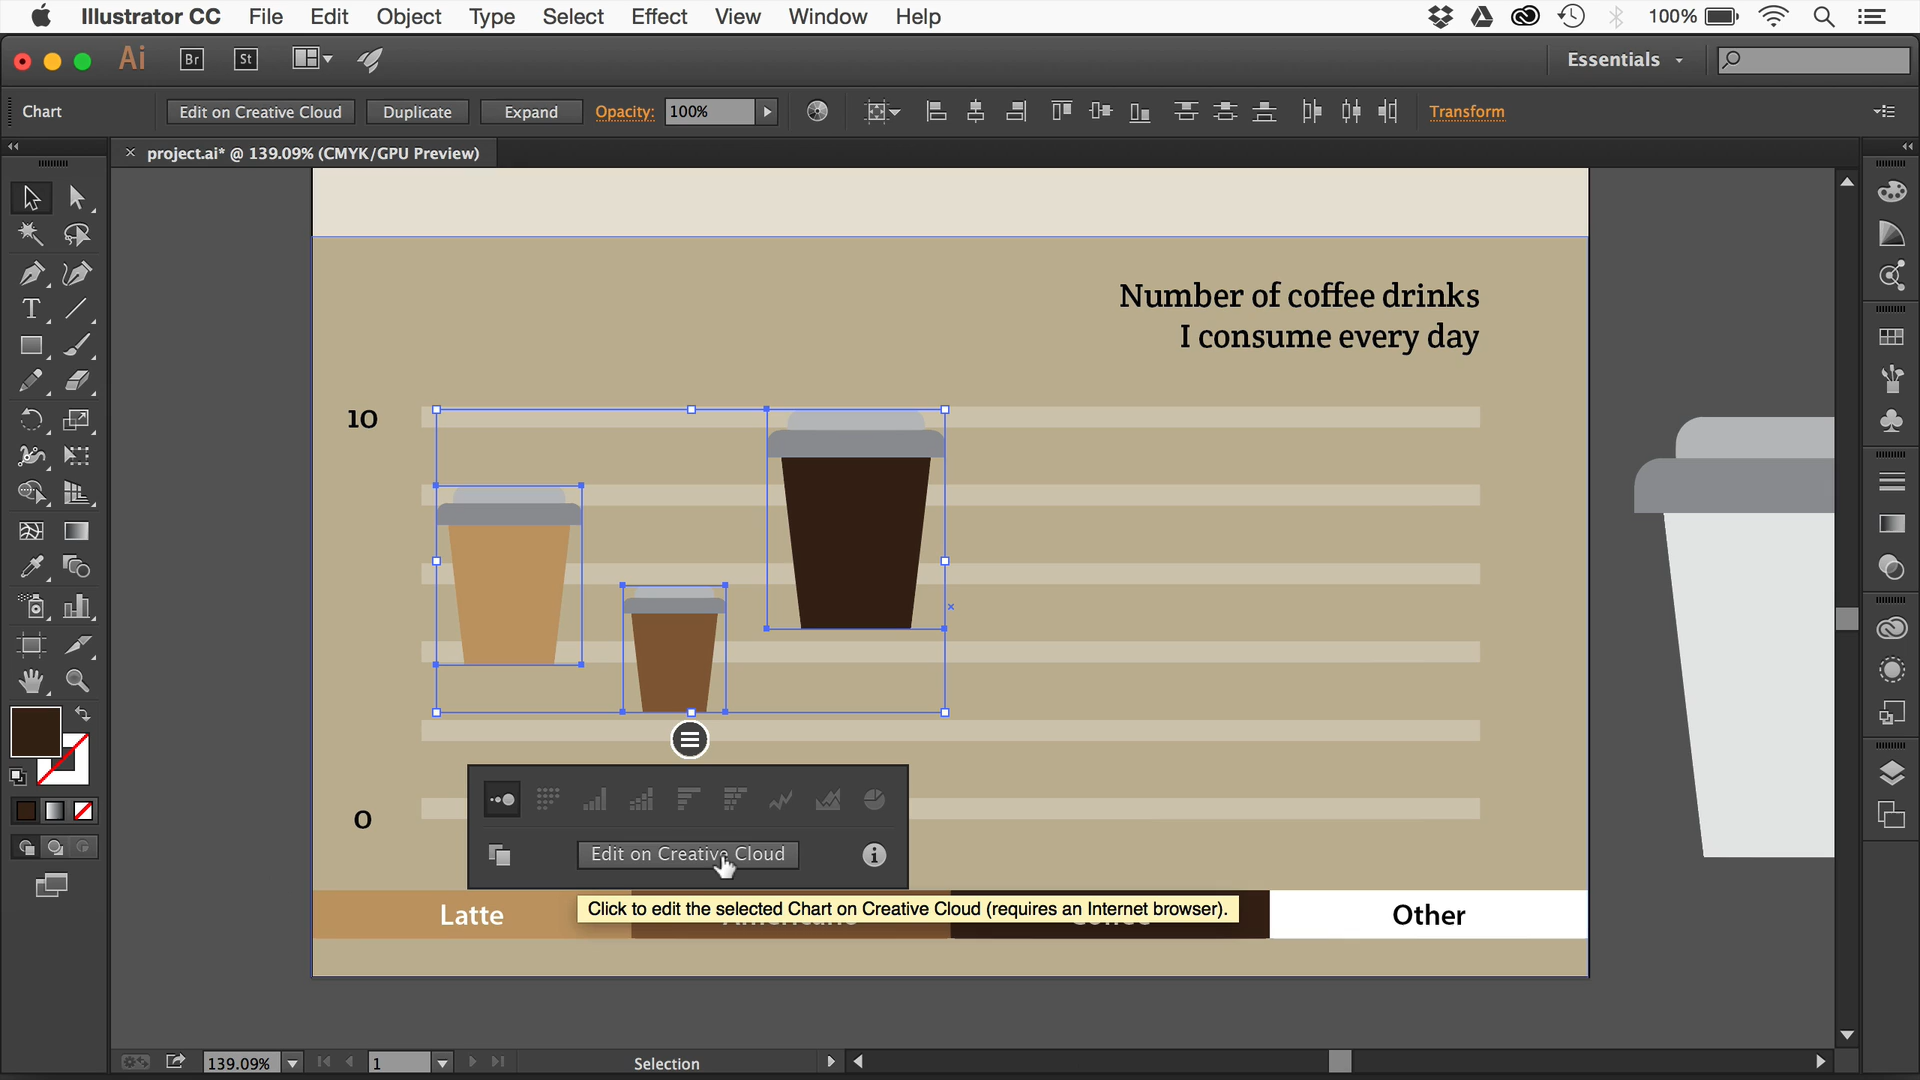 Illustrator CC File Edit Object Type Select Effect View Window Help 100%
Ai Br St Essentials
Chart Edit on Creative Cloud Duplicate Expand Opacity: 100% Transform
× project.ai* @ 139.09% (CMYK/GPU Preview)
Number of coffee drinks
I consume every day
10
0
Edit on Creative Cloud
Click to edit the selected Chart on Creative Cloud (requires an Internet browser).
Latte Americano Coffee Other
139.09% 1 Selection